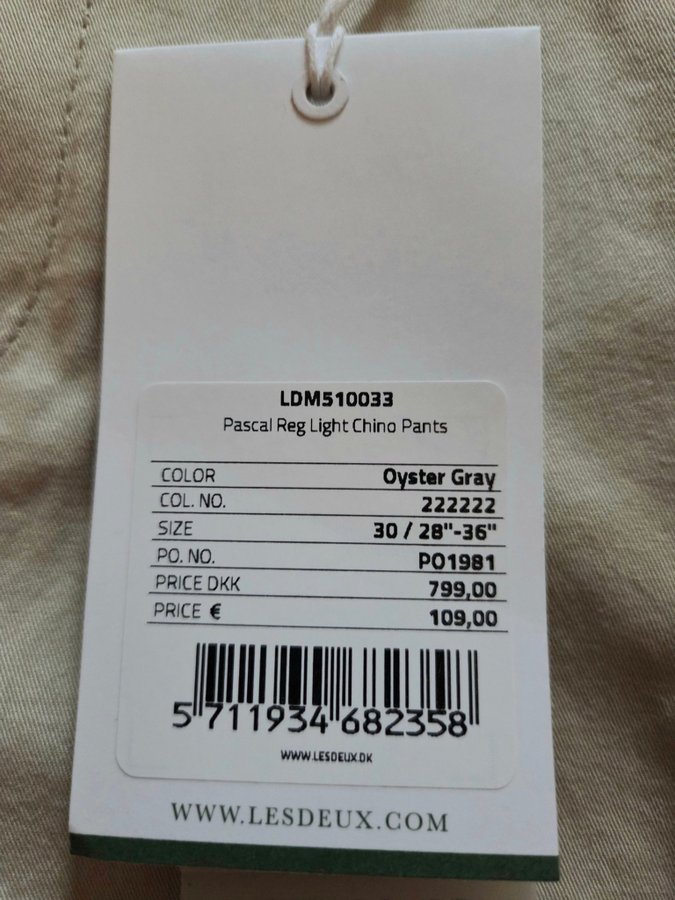 LDM510033
Pascal Reg Light Chino Pants
COLOR Oyster Gray
COL. NO. 222222
SIZE 30 / 28"-36"
PO. NO. PO1981
PRICE DKK 799,00
PRICE € 109,00
5 711934 682358
WWW.LESDEUX.DK
WWW.LESDEUX.COM